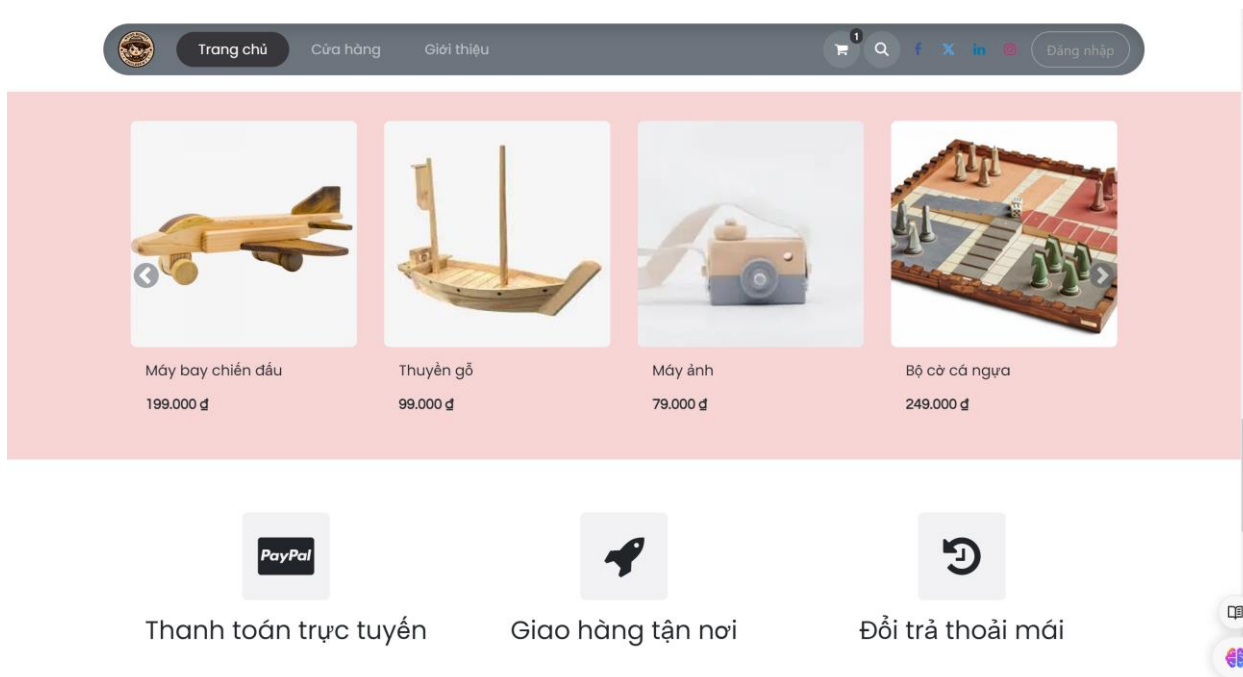 Trang chủ Cửa hàng Giới thiệu 1 Đăng nhập
Máy bay chiến đấu Thuyền gỗ Máy ảnh Bộ cờ cá ngựa
199.000 ₫ 99.000 ₫ 79.000 ₫ 249.000 ₫
PayPal
Thanh toán trực tuyến Giao hàng tận nơi Đổi trả thoải mái